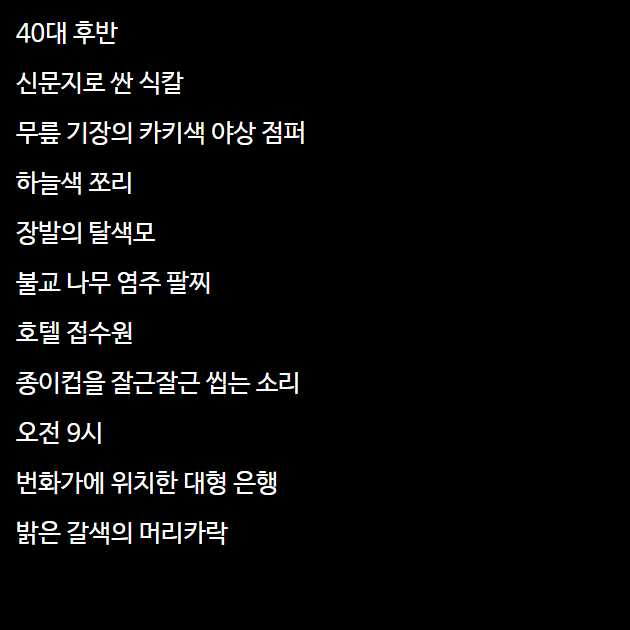 40대 후반
신문지로 싼 식칼
무릎 기장의 카키색 야상 점퍼
하늘색 쪼리
장발의 탈색모
불교 나무 염주 팔찌
호텔 접수원
종이컵을 잘근잘근 씹는 소리
오전 9시
번화가에 위치한 대형 은행
밝은 갈색의 머리카락